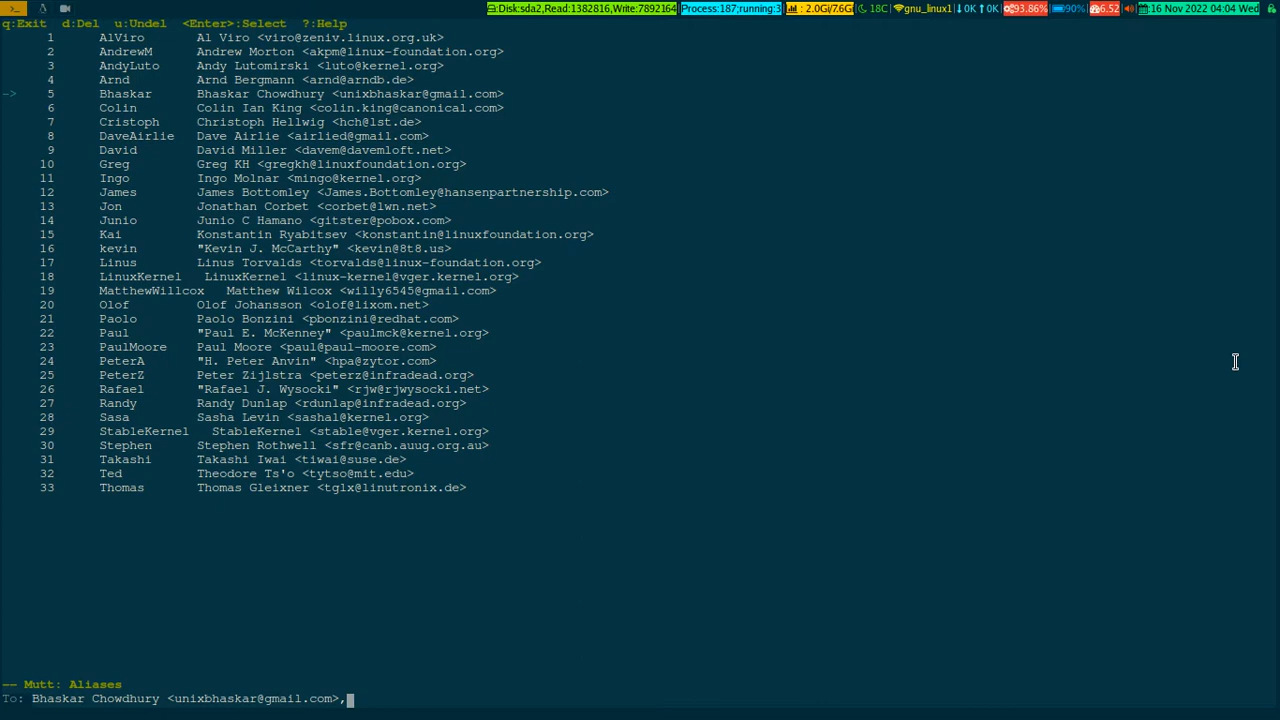 >_ Disk:sda2,Read:1382816,Write:7892164 Process:187;running:3 : 2.0Gi/7.6Gi 18C gnu_linux1 ↓0K ↑0K 93.86% 90% 6.52 :16 Nov 2022 04:04 Wed
q:Exit d:Del u:Undel <Enter>:Select ?:Help
1 AlViro Al Viro <viro@zeniv.linux.org.uk>
2 AndrewM Andrew Morton <akpm@linux-foundation.org>
3 AndyLuto Andy Lutomirski <luto@kernel.org>
4 Arnd Arnd Bergmann <arnd@arndb.de>
-> 5 Bhaskar Bhaskar Chowdhury <unixbhaskar@gmail.com>
6 Colin Colin Ian King <colin.king@canonical.com>
7 Cristoph Christoph Hellwig <hch@lst.de>
8 DaveAirlie Dave Airlie <airlied@gmail.com>
9 David David Miller <davem@davemloft.net>
10 Greg Greg KH <gregkh@linuxfoundation.org>
11 Ingo Ingo Molnar <mingo@kernel.org>
12 James James Bottomley <James.Bottomley@hansenpartnership.com>
13 Jon Jonathan Corbet <corbet@lwn.net>
14 Junio Junio C Hamano <gitster@pobox.com>
15 Kai Konstantin Ryabitsev <konstantin@linuxfoundation.org>
16 kevin "Kevin J. McCarthy" <kevin@8t8.us>
17 Linus Linus Torvalds <torvalds@linux-foundation.org>
18 LinuxKernel LinuxKernel <linux-kernel@vger.kernel.org>
19 MatthewWillcox Matthew Wilcox <willy6545@gmail.com>
20 Olof Olof Johansson <olof@lixom.net>
21 Paolo Paolo Bonzini <pbonzini@redhat.com>
22 Paul "Paul E. McKenney" <paulmck@kernel.org>
23 PaulMoore Paul Moore <paul@paul-moore.com>
24 PeterA "H. Peter Anvin" <hpa@zytor.com>
25 PeterZ Peter Zijlstra <peterz@infradead.org>
26 Rafael "Rafael J. Wysocki" <rjw@rjwysocki.net>
27 Randy Randy Dunlap <rdunlap@infradead.org>
28 Sasa Sasha Levin <sashal@kernel.org>
29 StableKernel StableKernel <stable@vger.kernel.org>
30 Stephen Stephen Rothwell <sfr@canb.auug.org.au>
31 Takashi Takashi Iwai <tiwai@suse.de>
32 Ted Theodore Ts'o <tytso@mit.edu>
33 Thomas Thomas Gleixner <tglx@linutronix.de>
-- Mutt: Aliases
To: Bhaskar Chowdhury <unixbhaskar@gmail.com>,